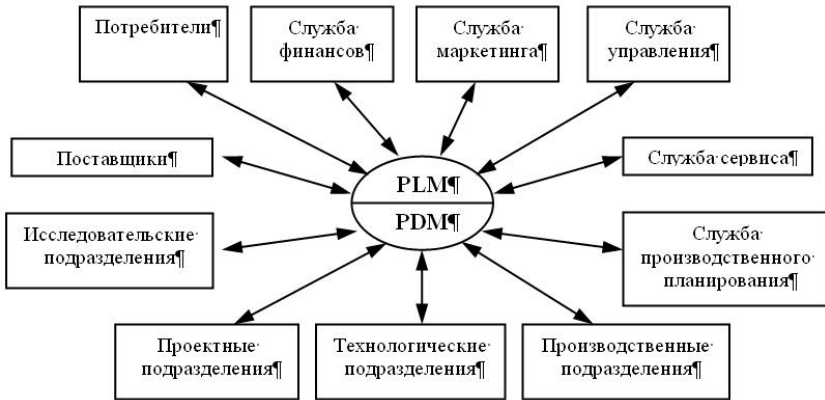 Потребители¶
Служба·
финансов¶
Служба·
маркетинга¶
Служба·
управления¶
Поставщики¶
PLM¶
PDM¶
Служба·сервиса¶
Исследовательские·
подразделения¶
Служба·
производственного·
планирования¶
Проектные·
подразделения¶
Технологические·
подразделения¶
Производственные·
подразделения¶